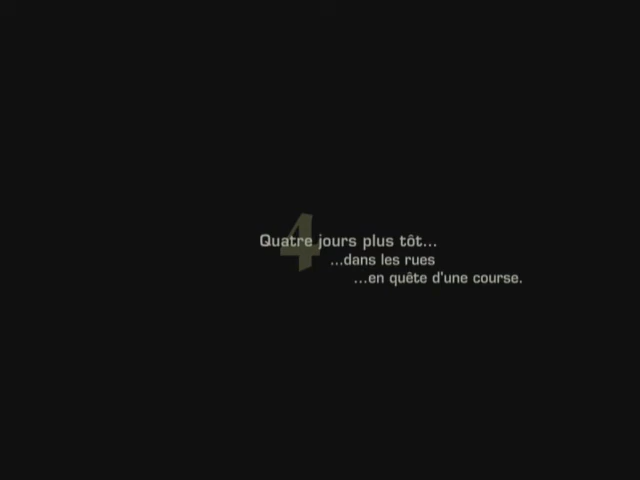 4
Quatre jours plus tôt...
...dans les rues
...en quête d'une course.